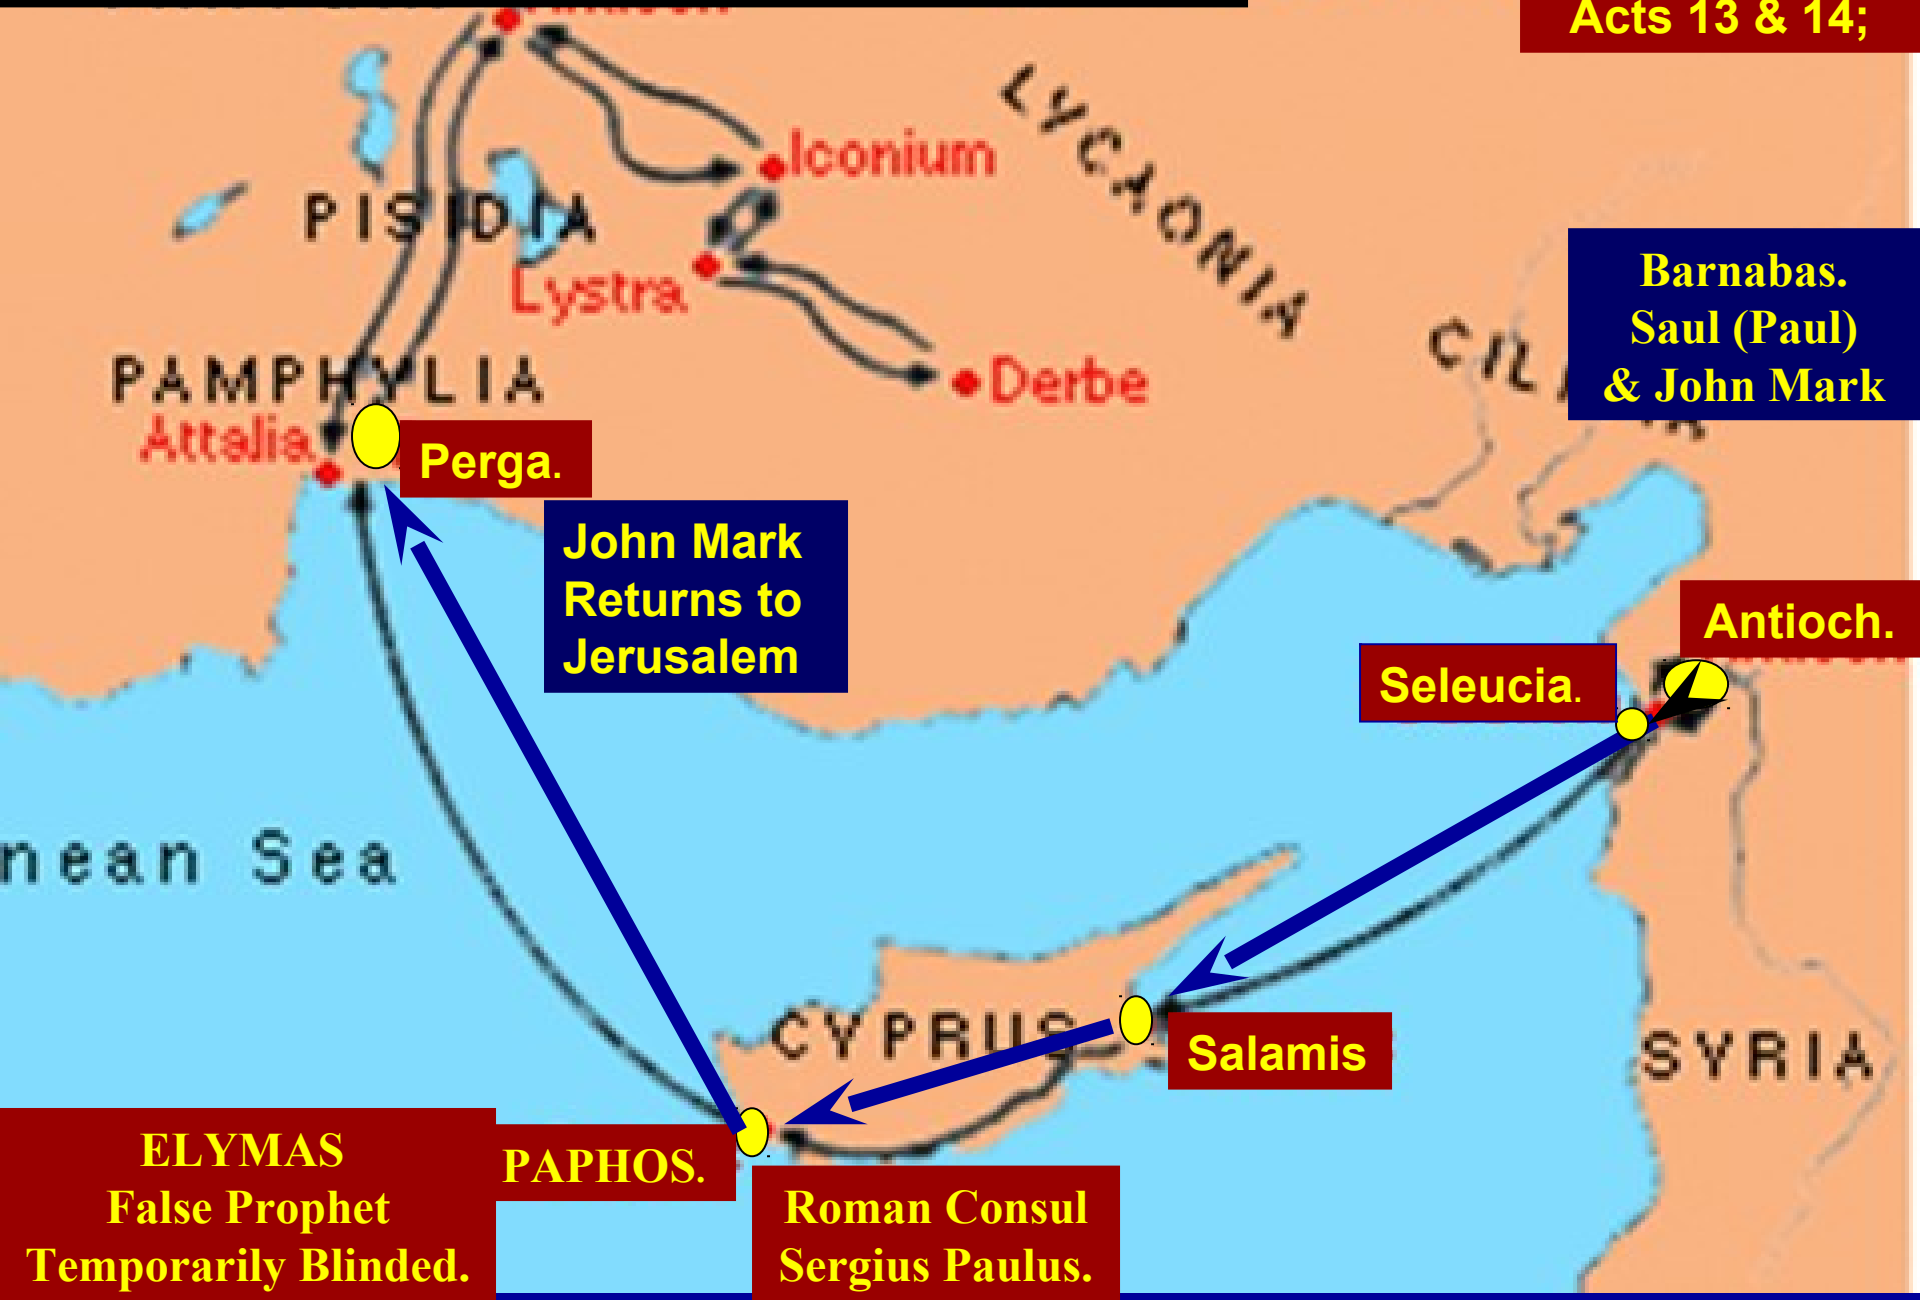 Acts 13 & 14;
LYCAONIA
Iconium
PISIDIA
Lystra
Barnabas.
Saul (Paul)
& John Mark
PAMPHYLIA
Derbe
Attalia
Perga.
John Mark
Returns to
Jerusalem
Antioch.
Seleucia.
nean Sea
CYPRUS
Salamis
SYRIA
ELYMAS
False Prophet
Temporarily Blinded.
PAPHOS.
Roman Consul
Sergius Paulus.